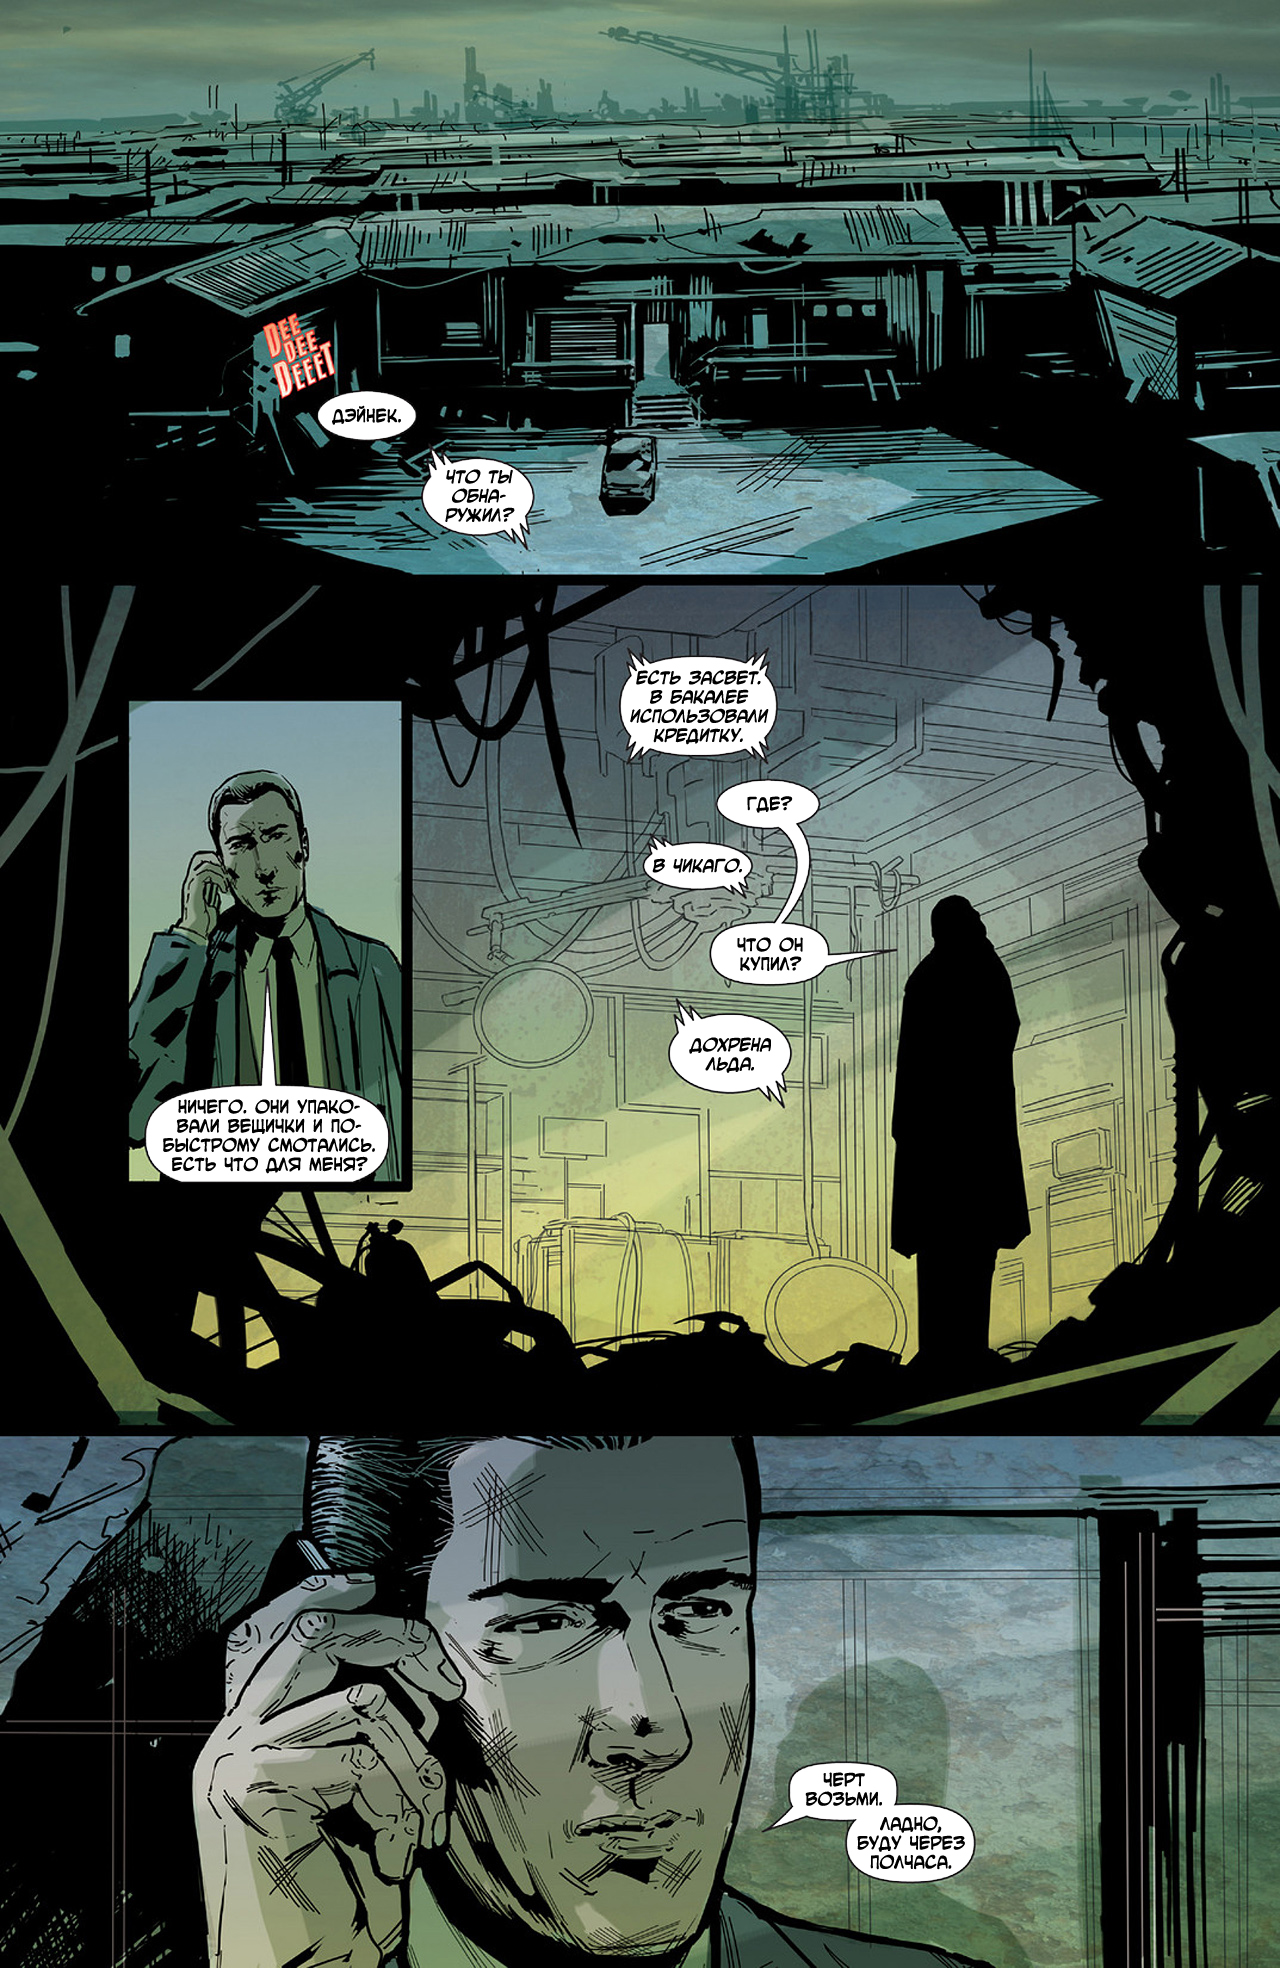 DEE
DEE
DEEET
ДЭЙНЕК.
ЧТО ТЫ
ОБНА-
РУЖИЛ?
НИЧЕГО. ОНИ УПАКО-
ВАЛИ ВЕЩИЧКИ И ПО-
БЫСТРОМУ СМОТАЛИСЬ.
ЕСТЬ ЧТО ДЛЯ МЕНЯ?
ЕСТЬ ЗАСВЕТ.
В БАКАЛЕЕ
ИСПОЛЬЗОВАЛИ
КРЕДИТКУ.
ГДЕ?
В ЧИКАГО.
ЧТО ОН
КУПИЛ?
ДОХРЕНА
ЛЬДА.
ЧЕРТ
ВОЗЬМИ.
ЛАДНО,
БУДУ ЧЕРЕЗ
ПОЛЧАСА.